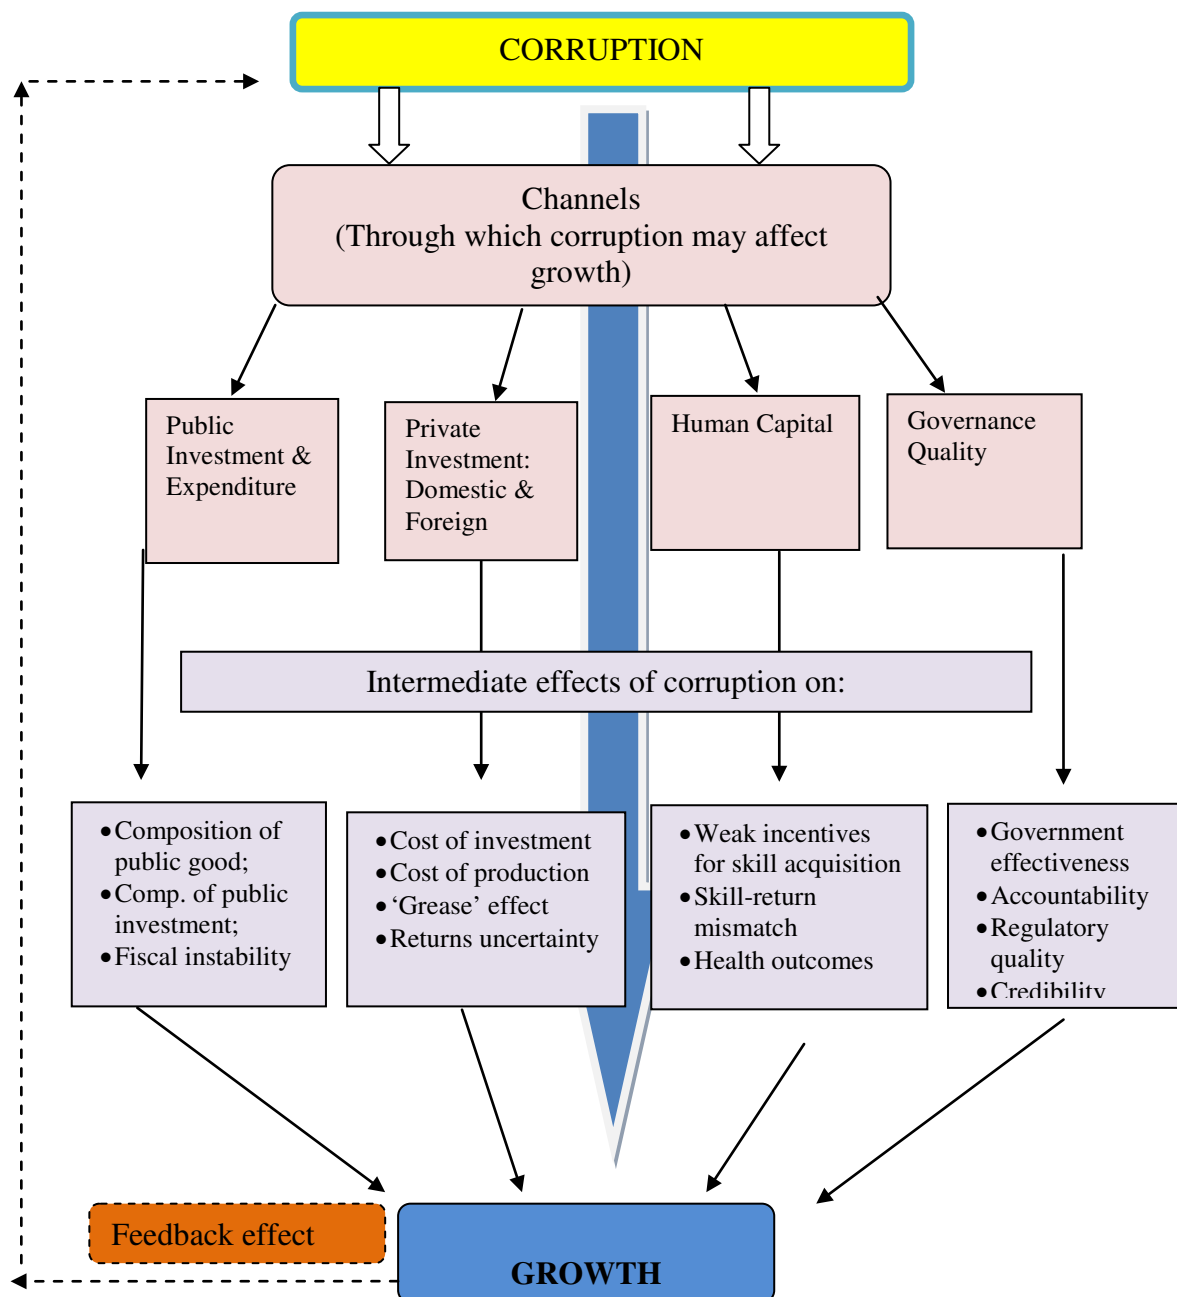 CORRUPTION
Channels
(Through which corruption may affect
growth)
Public
Investment &
Expenditure
Private
Investment:
Domestic &
Foreign
Human Capital
Governance
Quality
Intermediate effects of corruption on:
•Composition of
public good;
•Comp. of public
investment;
•Fiscal instability
•Cost of investment
•Cost of production
•‘Grease’ effect
•Returns uncertainty
•Weak incentives
for skill acquisition
•Skill-return
mismatch
•Health outcomes
•Government
effectiveness
•Accountability
•Regulatory
quality
•Credibility
Feedback effect
GROWTH